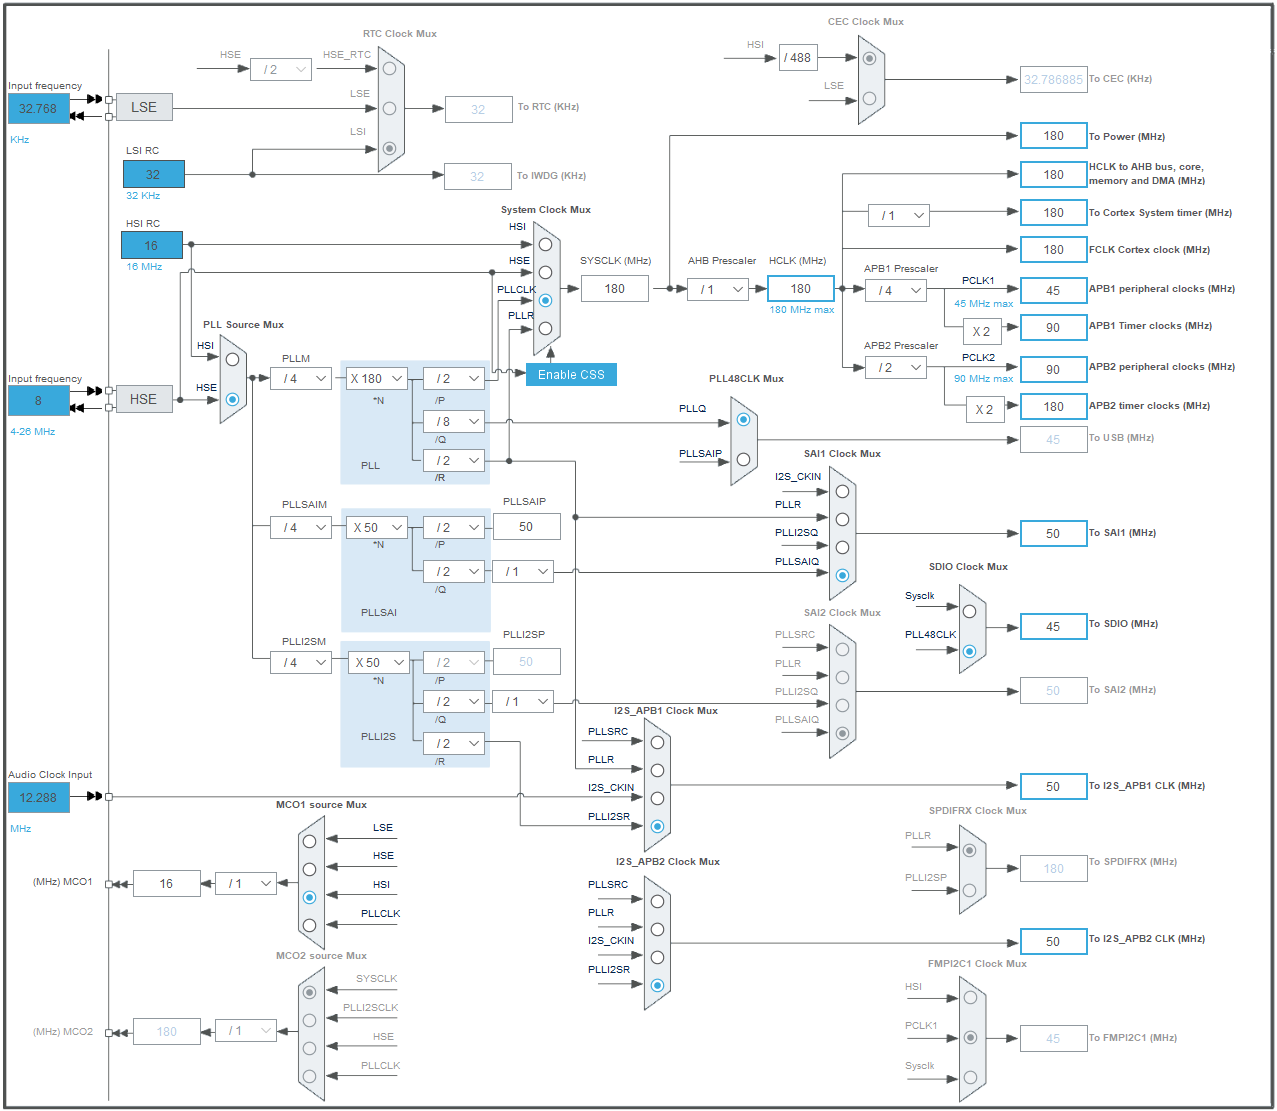 RTC Clock Mux
HSE
/ 2
HSE_RTC
LSE
LSI
32
To RTC (KHz)
32
To IWDG (KHz)
CEC Clock Mux
HSI
/ 488
LSE
32.786885
To CEC (KHz)
Input frequency
32.768
KHz
LSE
LSI RC
32
32 KHz
HSI RC
16
16 MHz
System Clock Mux
HSI
HSE
PLLCLK
PLLR
SYSCLK (MHz)
180
AHB Prescaler
/ 1
HCLK (MHz)
180
180 MHz max
180
To Power (MHz)
180
HCLK to AHB bus, core,
memory and DMA (MHz)
/ 1
180
To Cortex System timer (MHz)
180
FCLK Cortex clock (MHz)
APB1 Prescaler
/ 4
PCLK1
45 MHz max
45
APB1 peripheral clocks (MHz)
X 2
90
APB1 Timer clocks (MHz)
APB2 Prescaler
/ 2
PCLK2
90 MHz max
90
APB2 peripheral clocks (MHz)
X 2
180
APB2 timer clocks (MHz)
Enable CSS
PLL Source Mux
HSI
HSE
Input frequency
8
4-26 MHz
HSE
PLLM
/ 4
X 180
*N
/ 2
/P
/ 8
/Q
/ 2
/R
PLL
PLL48CLK Mux
PLLQ
PLLSAIP
45
To USB (MHz)
PLLSAIM
/ 4
X 50
*N
/ 2
/P
PLLSAIP
50
/ 2
/Q
/ 1
PLLSAI
SAI1 Clock Mux
I2S_CKIN
PLLR
PLLI2SQ
PLLSAIQ
50
To SAI1 (MHz)
SDIO Clock Mux
Sysclk
PLL48CLK
45
To SDIO (MHz)
PLLI2SM
/ 4
X 50
*N
/ 2
/P
PLLI2SP
50
/ 2
/Q
/ 1
/ 2
/R
PLLI2S
SAI2 Clock Mux
PLLSRC
PLLR
PLLI2SQ
PLLSAIQ
50
To SAI2 (MHz)
I2S_APB1 Clock Mux
PLLSRC
PLLR
I2S_CKIN
PLLI2SR
50
To I2S_APB1 CLK (MHz)
Audio Clock Input
12.288
MHz
MCO1 source Mux
LSE
HSE
HSI
PLLCLK
(MHz) MCO1
16
/ 1
SPDIFRX Clock Mux
PLLR
PLLI2SP
180
To SPDIFRX (MHz)
I2S_APB2 Clock Mux
PLLSRC
PLLR
I2S_CKIN
PLLI2SR
50
To I2S_APB2 CLK (MHz)
MCO2 source Mux
SYSCLK
PLLI2SCLK
HSE
PLLCLK
(MHz) MCO2
180
/ 1
FMPI2C1 Clock Mux
HSI
PCLK1
Sysclk
45
To FMPI2C1 (MHz)